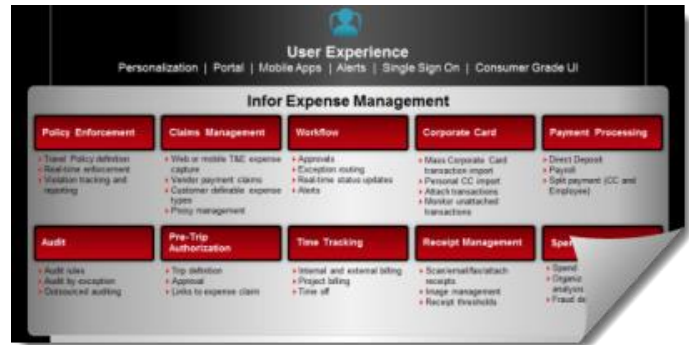 User Experience
Personalization | Portal | Mobile Apps | Alerts | Single Sign On | Consumer Grade UI
Infor Expense Management
Policy Enforcement
Travel Policy definition
Real-time enforcement
Violation tracking and
reporting
Claims Management
Web or mobile T&E expense
capture
Vendor payment claims
Customer definable expense
types
Proxy management
Workflow
Approvals
Exception routing
Real-time status updates
Alerts
Corporate Card
Mass Corporate Card
transaction import
Personal CC import
Attach transactions
Monitor unattached
transactions
Payment Processing
Direct Deposit
Payroll
Split payment (CC and
Employee)
Audit
Audit rules
Audit by exception
Outsourced auditing
Pre-Trip
Authorization
Trip definition
Approval
Links to expense claim
Time Tracking
Internal and external billing
Project billing
Time off
Receipt Management
Scan/email/fax/attach
receipts
Image management
Receipt thresholds
Spend
analysis
Fraud